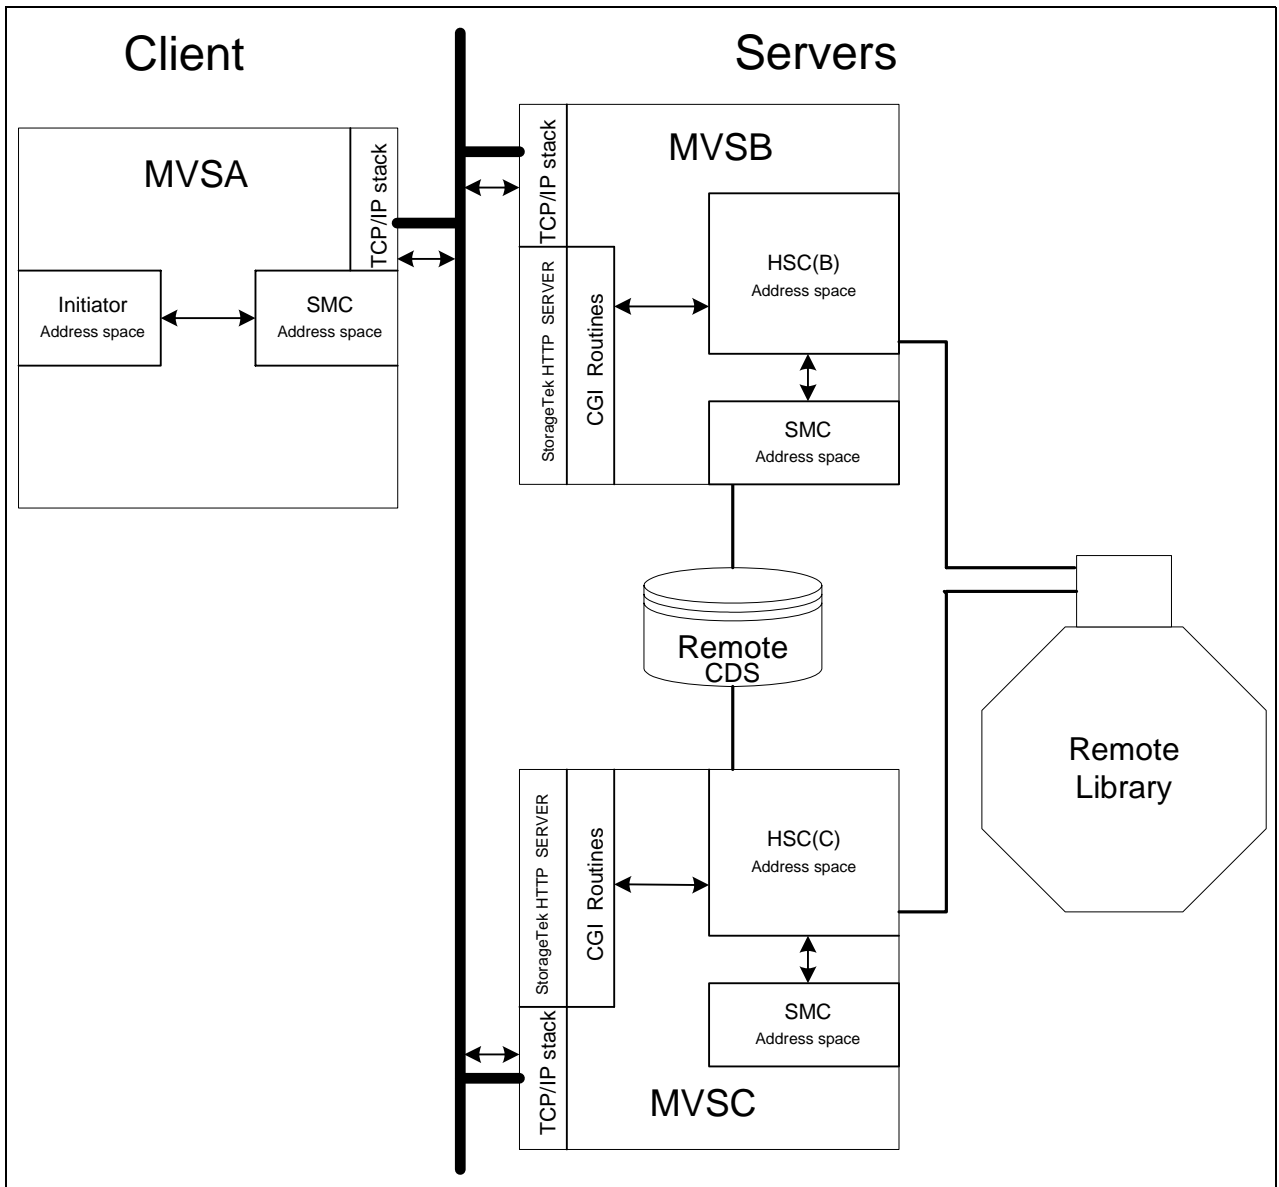 Client
Servers
MVSA
TCP/IP stack
Initiator
Address space
SMC
Address space
TCP/IP stack
MVSB
StorageTek HTTP SERVER
CGI Routines
HSC(B)
Address space
SMC
Address space
Remote
CDS
Remote
Library
StorageTek HTTP SERVER
CGI Routines
HSC(C)
Address space
SMC
Address space
TCP/IP stack
MVSC